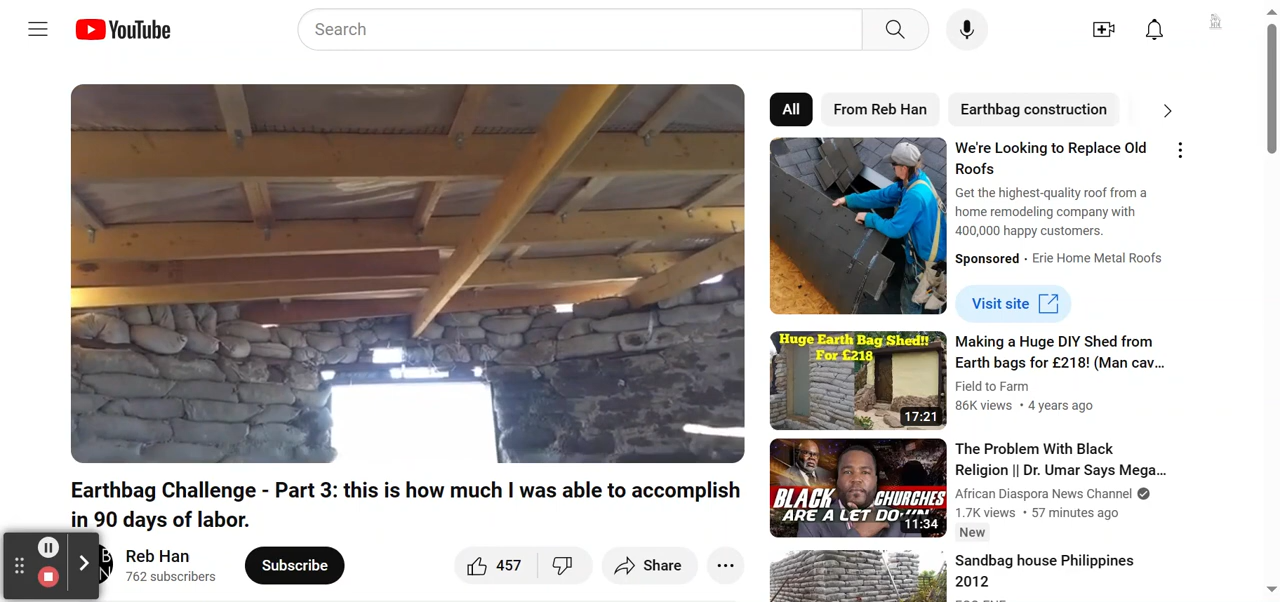 YouTube
Search
All
From Reb Han
Earthbag construction
We're Looking to Replace Old
Roofs
Get the highest-quality roof from a
home remodeling company with
400,000 happy customers.
Sponsored · Erie Home Metal Roofs
Visit site
Huge Earth Bag Shed!!
For £218
17:21
Making a Huge DIY Shed from
Earth bags for £218! (Man cav...
Field to Farm
86K views • 4 years ago
BLACK CHURCHES
ARE A LET DOWN
11:34
The Problem With Black
Religion || Dr. Umar Says Mega...
African Diaspora News Channel
1.7K views • 57 minutes ago
New
Sandbag house Philippines
2012
Earthbag Challenge - Part 3: this is how much I was able to accomplish
in 90 days of labor.
Reb Han
762 subscribers
Subscribe
457
Share